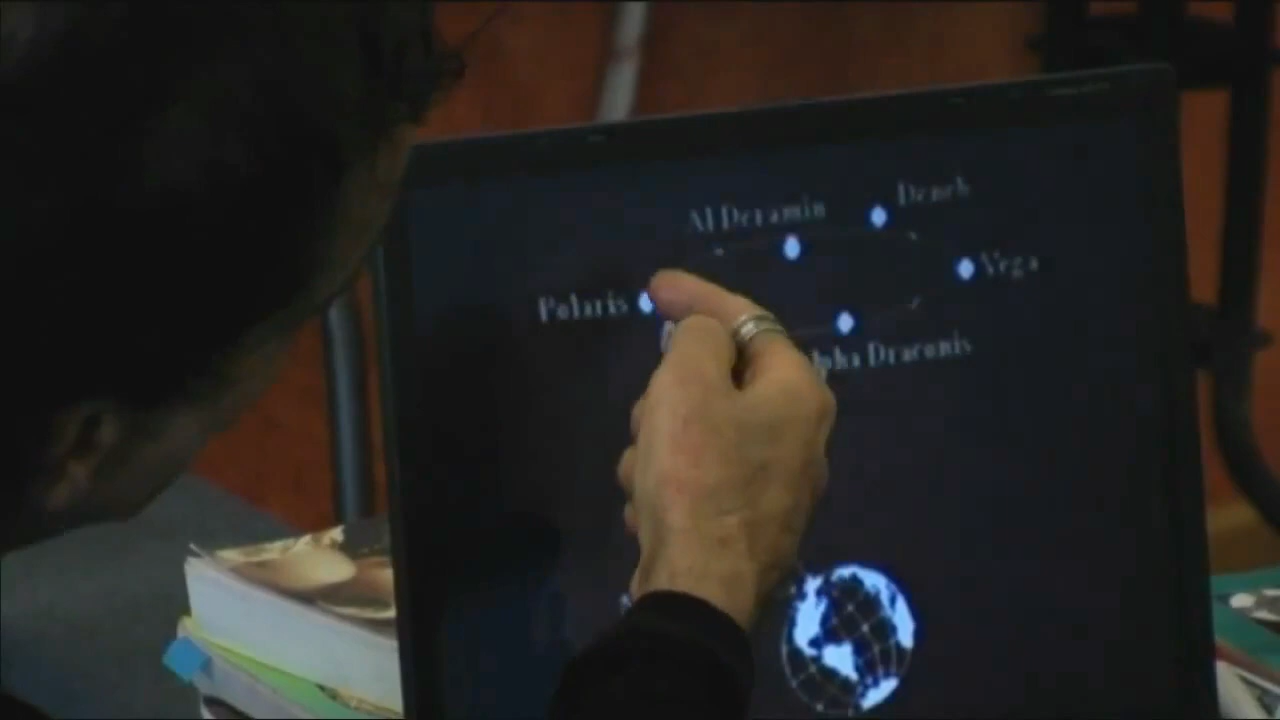 Deneb
Al Deramin
Vega
Polaris
Draconis